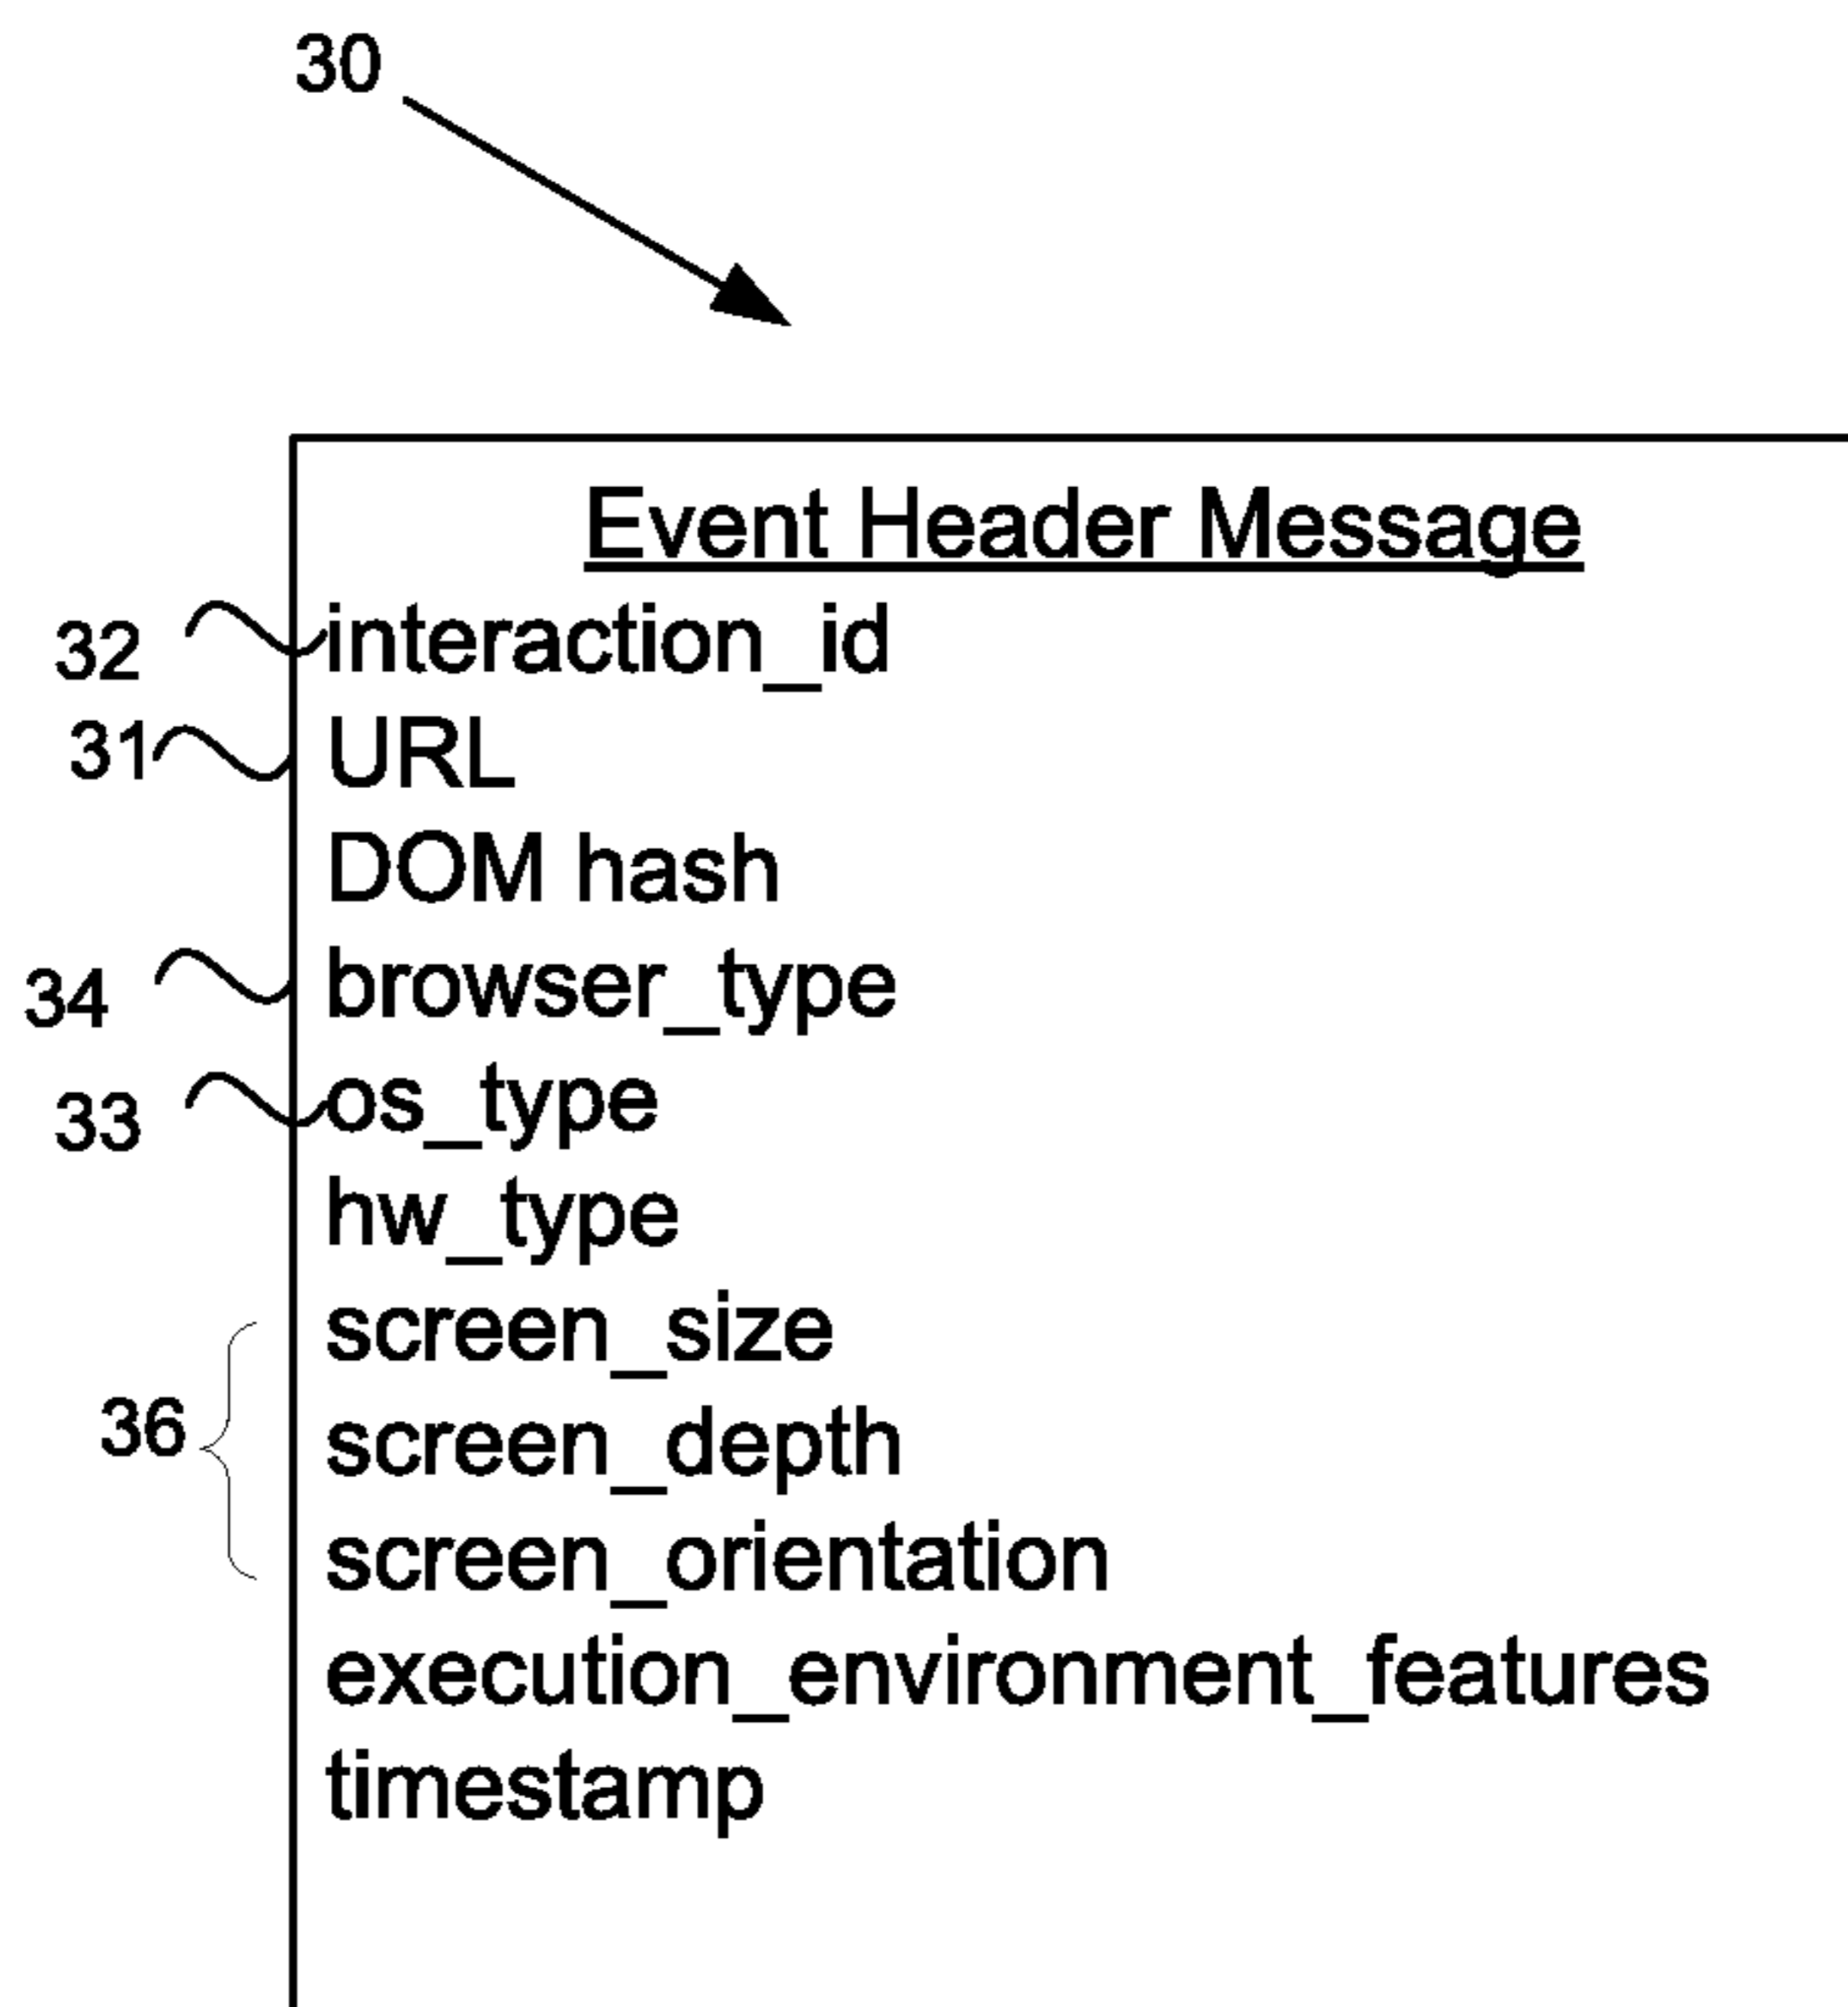 30
Event Header Message
32 interaction_id
31 URL
DOM hash
34 browser_type
33 os_type
hw_type
screen_size
36 screen_depth
screen_orientation
execution_environment_features
timestamp